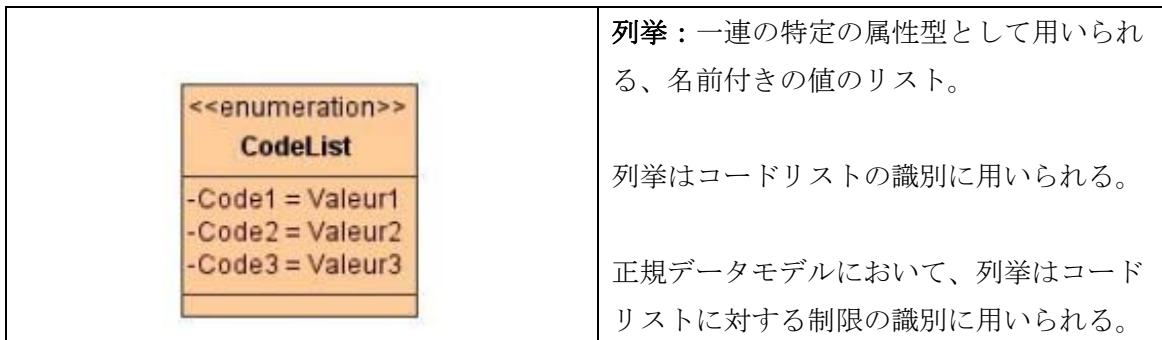 <<enumeration>>
CodeList
-Code1 = Valeur1
-Code2 = Valeur2
-Code3 = Valeur3
列挙：一連の特定の属性型として用いられ
る、名前付きの値のリスト。
列挙はコードリストの識別に用いられる。
正規データモデルにおいて、列挙はコード
リストに対する制限の識別に用いられる。